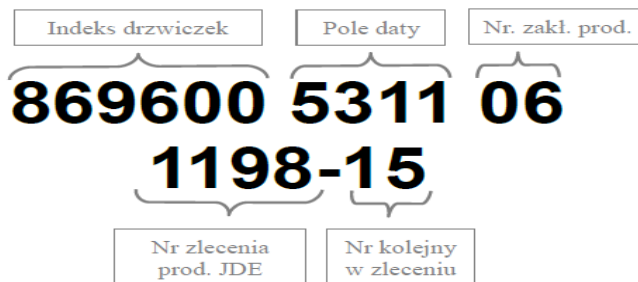 Indeks drzwiczek Pole daty Nr. zakł. prod.
869600 5311 06
1198-15
Nr zlecenia Nr kolejny
prod. JDE w zleceniu